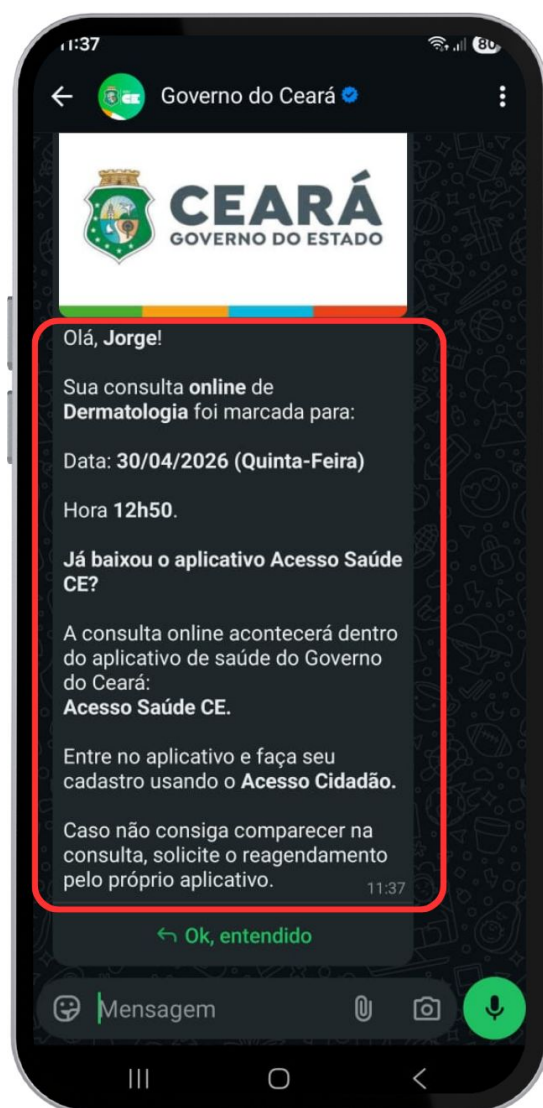 11:37
80
Governo do Ceará
CEARÁ
GOVERNO DO ESTADO
Olá, Jorge!
Sua consulta online de
Dermatologia foi marcada para:
Data: 30/04/2026 (Quinta-Feira)
Hora 12h50.
Já baixou o aplicativo Acesso Saúde
CE?
A consulta online acontecerá dentro
do aplicativo de saúde do Governo
do Ceará:
Acesso Saúde CE.
Entre no aplicativo e faça seu
cadastro usando o Acesso Cidadão.
Caso não consiga comparecer na
consulta, solicite o reagendamento
pelo próprio aplicativo.
11:37
Ok, entendido
Mensagem